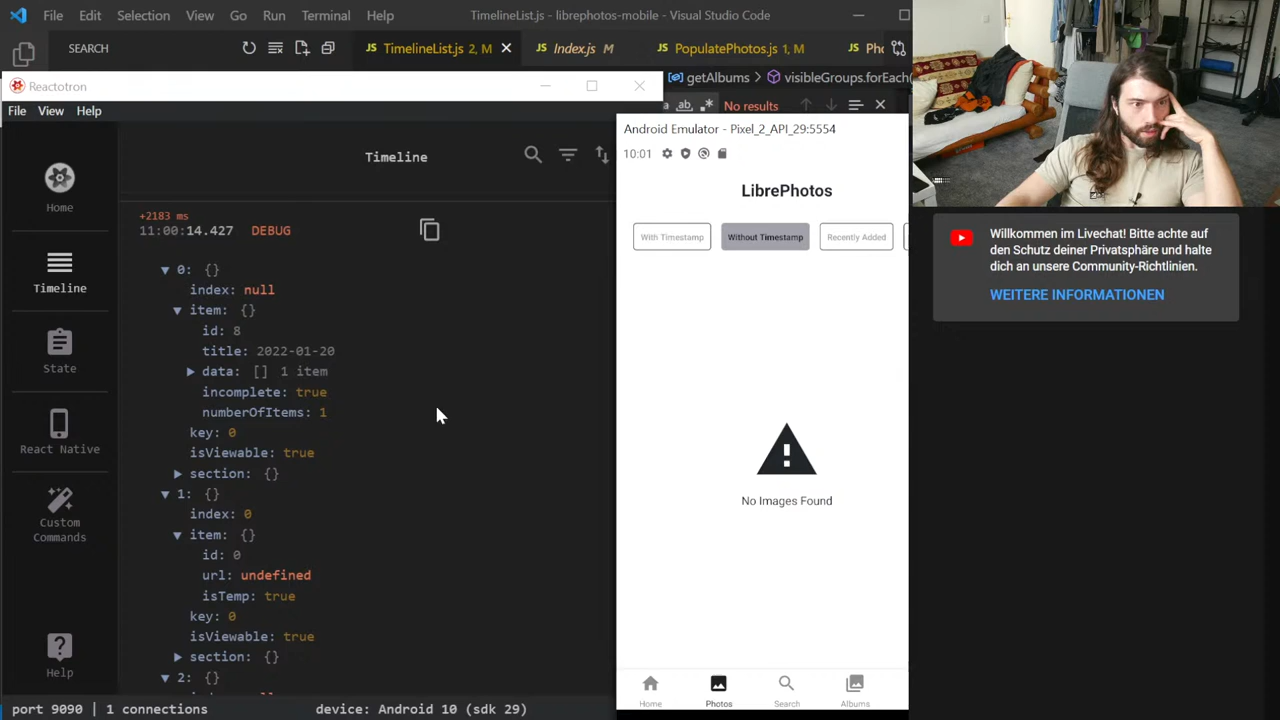 File Edit Selection View Go Run Terminal Help
TimelineList.js - librephotos-mobile - Visual Studio Code
SEARCH
JS TimelineList.js 2, M
JS Index.js M
JS PopulatePhotos.js 1, M
JS
getAlbums > visibleGroups.forEach
No results
Reactotron
File View Help
Home
Timeline
State
React Native
Custom
Commands
Help
Timeline
+2183 ms
11:00:14.427 DEBUG
0: {}
index: null
item: {}
id: 8
title: 2022-01-20
data: [] 1 item
incomplete: true
numberOfItems: 1
key: 0
isViewable: true
section: {}
1: {}
index: 0
item: {}
id: 0
url: undefined
isTemp: true
key: 0
isViewable: true
section: {}
2: {}
port 9090 | 1 connections
device: Android 10 (sdk 29)
Android Emulator - Pixel_2_API_29:5554
10:01
LibrePhotos
With Timestamp
Without Timestamp
Recently Added
No Images Found
Home
Photos
Search
Albums
Willkommen im Livechat! Bitte achte auf
den Schutz deiner Privatsphäre und halte
dich an unsere Community-Richtlinien.
WEITERE INFORMATIONEN